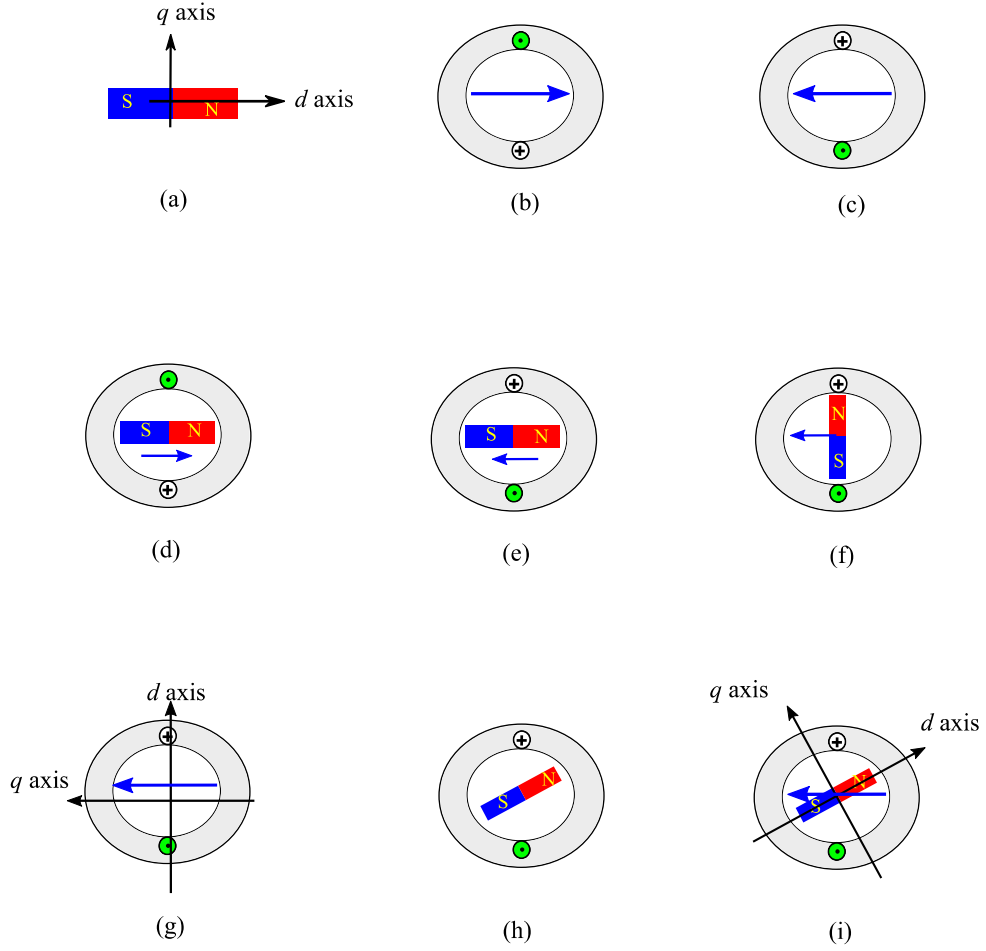 q axis
S
N
d axis
(a)
(b)
(c)
S
N
(d)
S
N
(e)
N
S
(f)
d axis
q axis
(g)
S
N
(h)
q axis
d axis
S
N
(i)